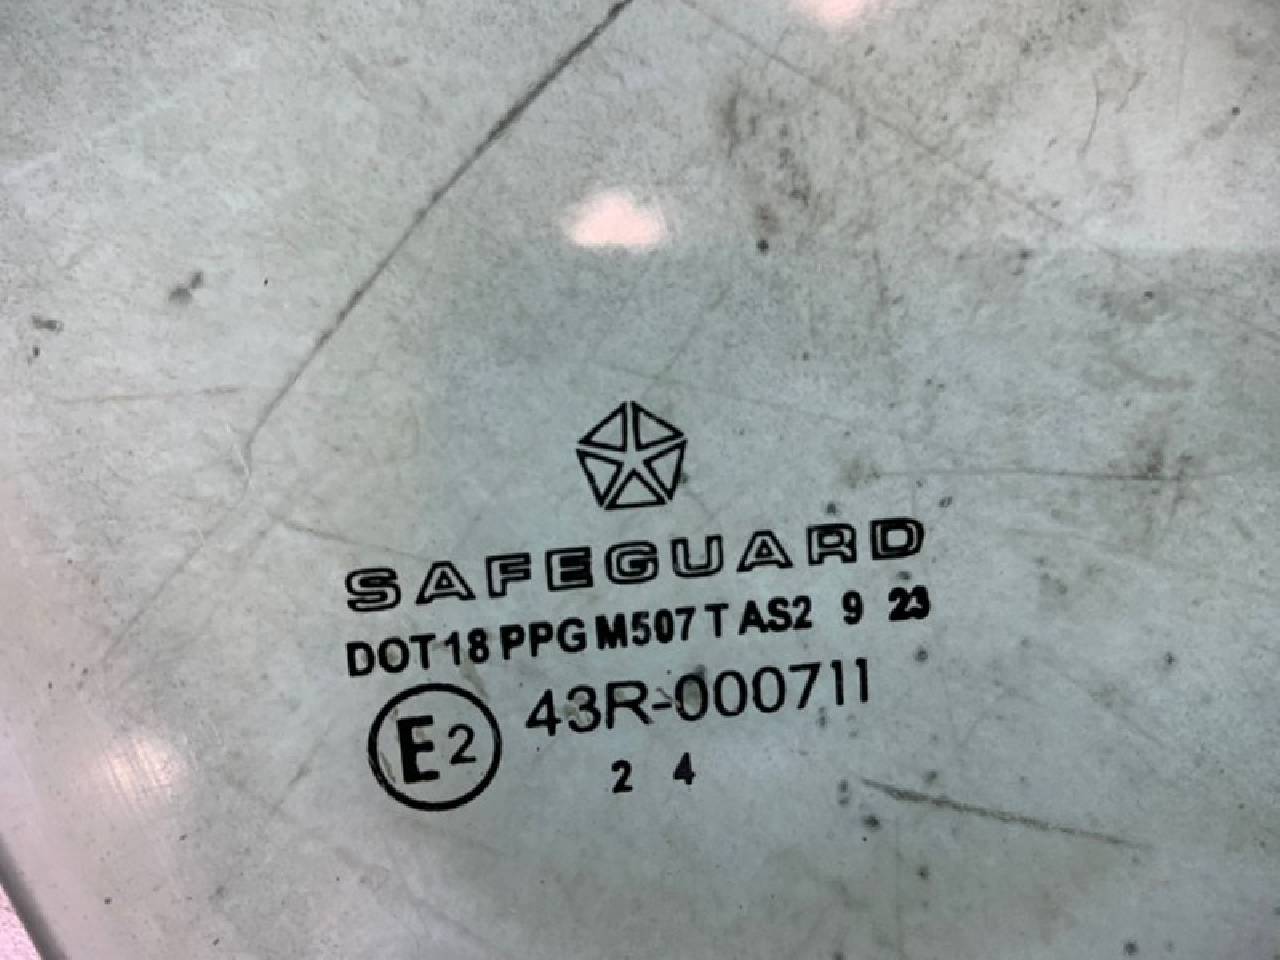 SAFEGUARD
DOT 18 PPG M507 T AS2 9 23
E2 43R-000711
2 4